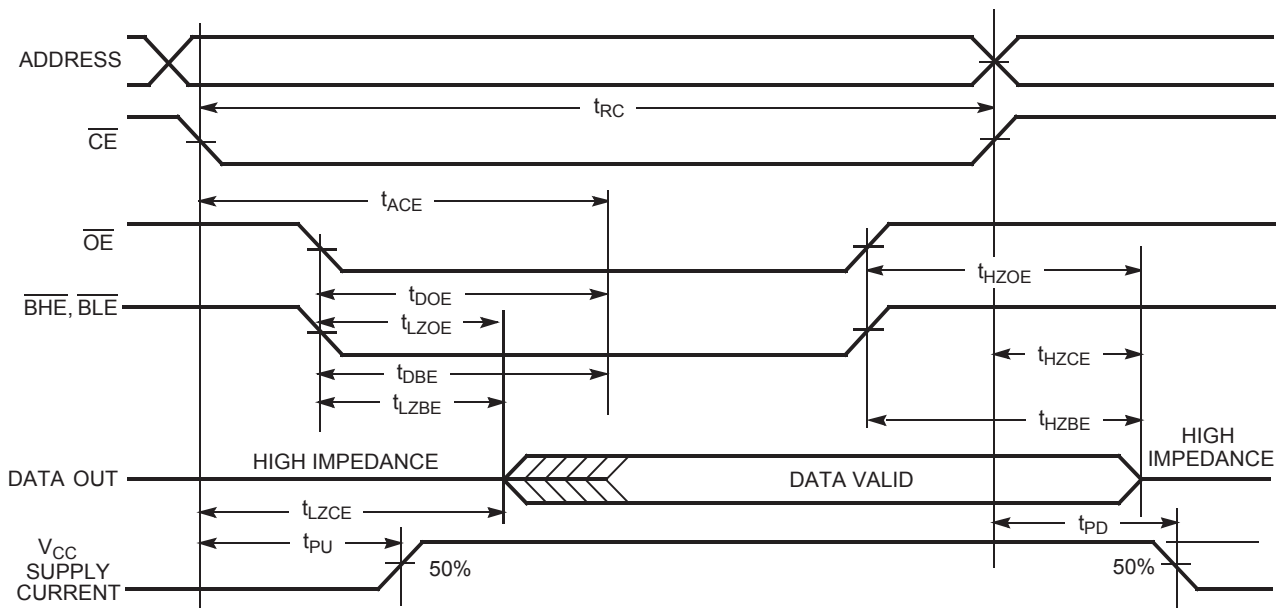 ADDRESS
tRC
CE
tACE
OE
tHZOE
tDOE
BHE, BLE
tLZOE
tHZCE
tDBE
tLZBE
tHZBE
HIGH
IMPEDANCE
HIGH IMPEDANCE
DATA OUT
DATA VALID
tLZCE
tPD
tPU
VCC
SUPPLY
CURRENT
50%
50%